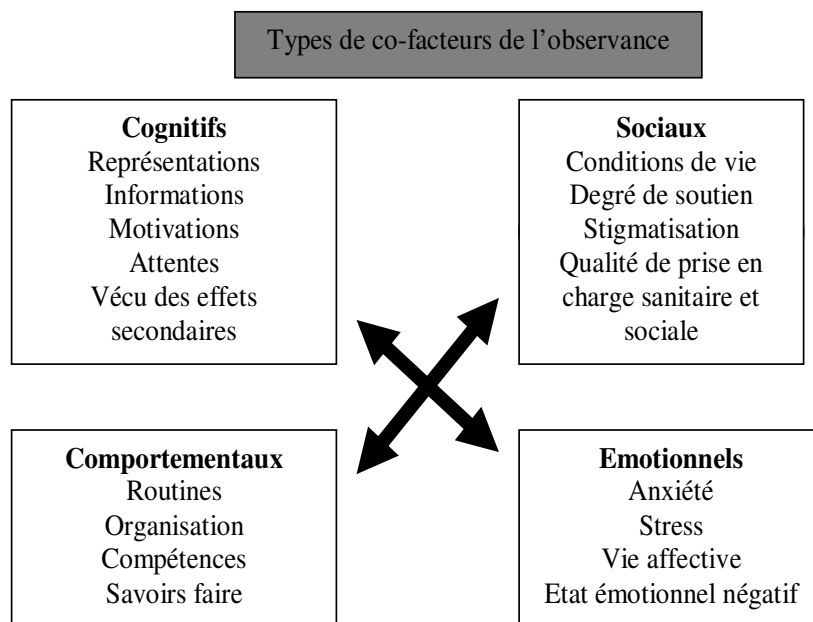 Types de co-facteurs de l’observance
Cognitifs
Représentations
Informations
Motivations
Attentes
Vécu des effets
secondaires
Sociaux
Conditions de vie
Degré de soutien
Stigmatisation
Qualité de prise en
charge sanitaire et
sociale
Comportementaux
Routines
Organisation
Compétences
Savoirs faire
Emotionnels
Anxiété
Stress
Vie affective
Etat émotionnel négatif